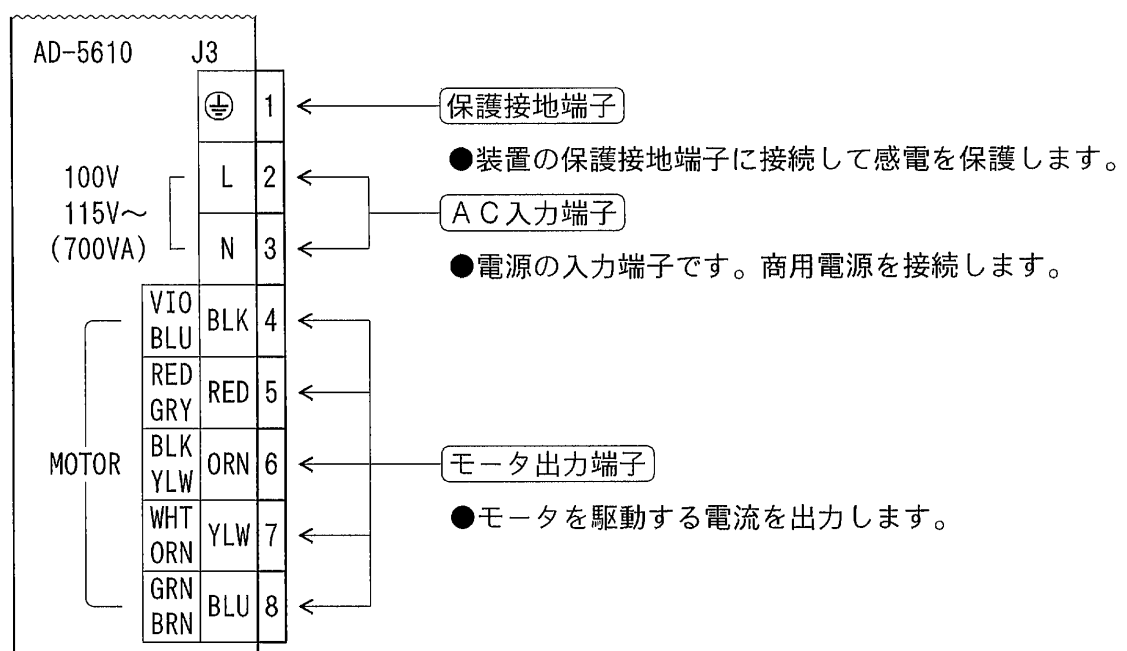 AD-5610 J3
1
保護接地端子
●装置の保護接地端子に接続して感電を保護します。
100V
115V～
(700VA)
L 2
N 3
AC入力端子
●電源の入力端子です。商用電源を接続します。
MOTOR
VIO
BLU
BLK 4
RED
GRY
RED 5
BLK
YLW
ORN 6
WHT
ORN
YLW 7
GRN
BRN
BLU 8
モータ出力端子
●モータを駆動する電流を出力します。